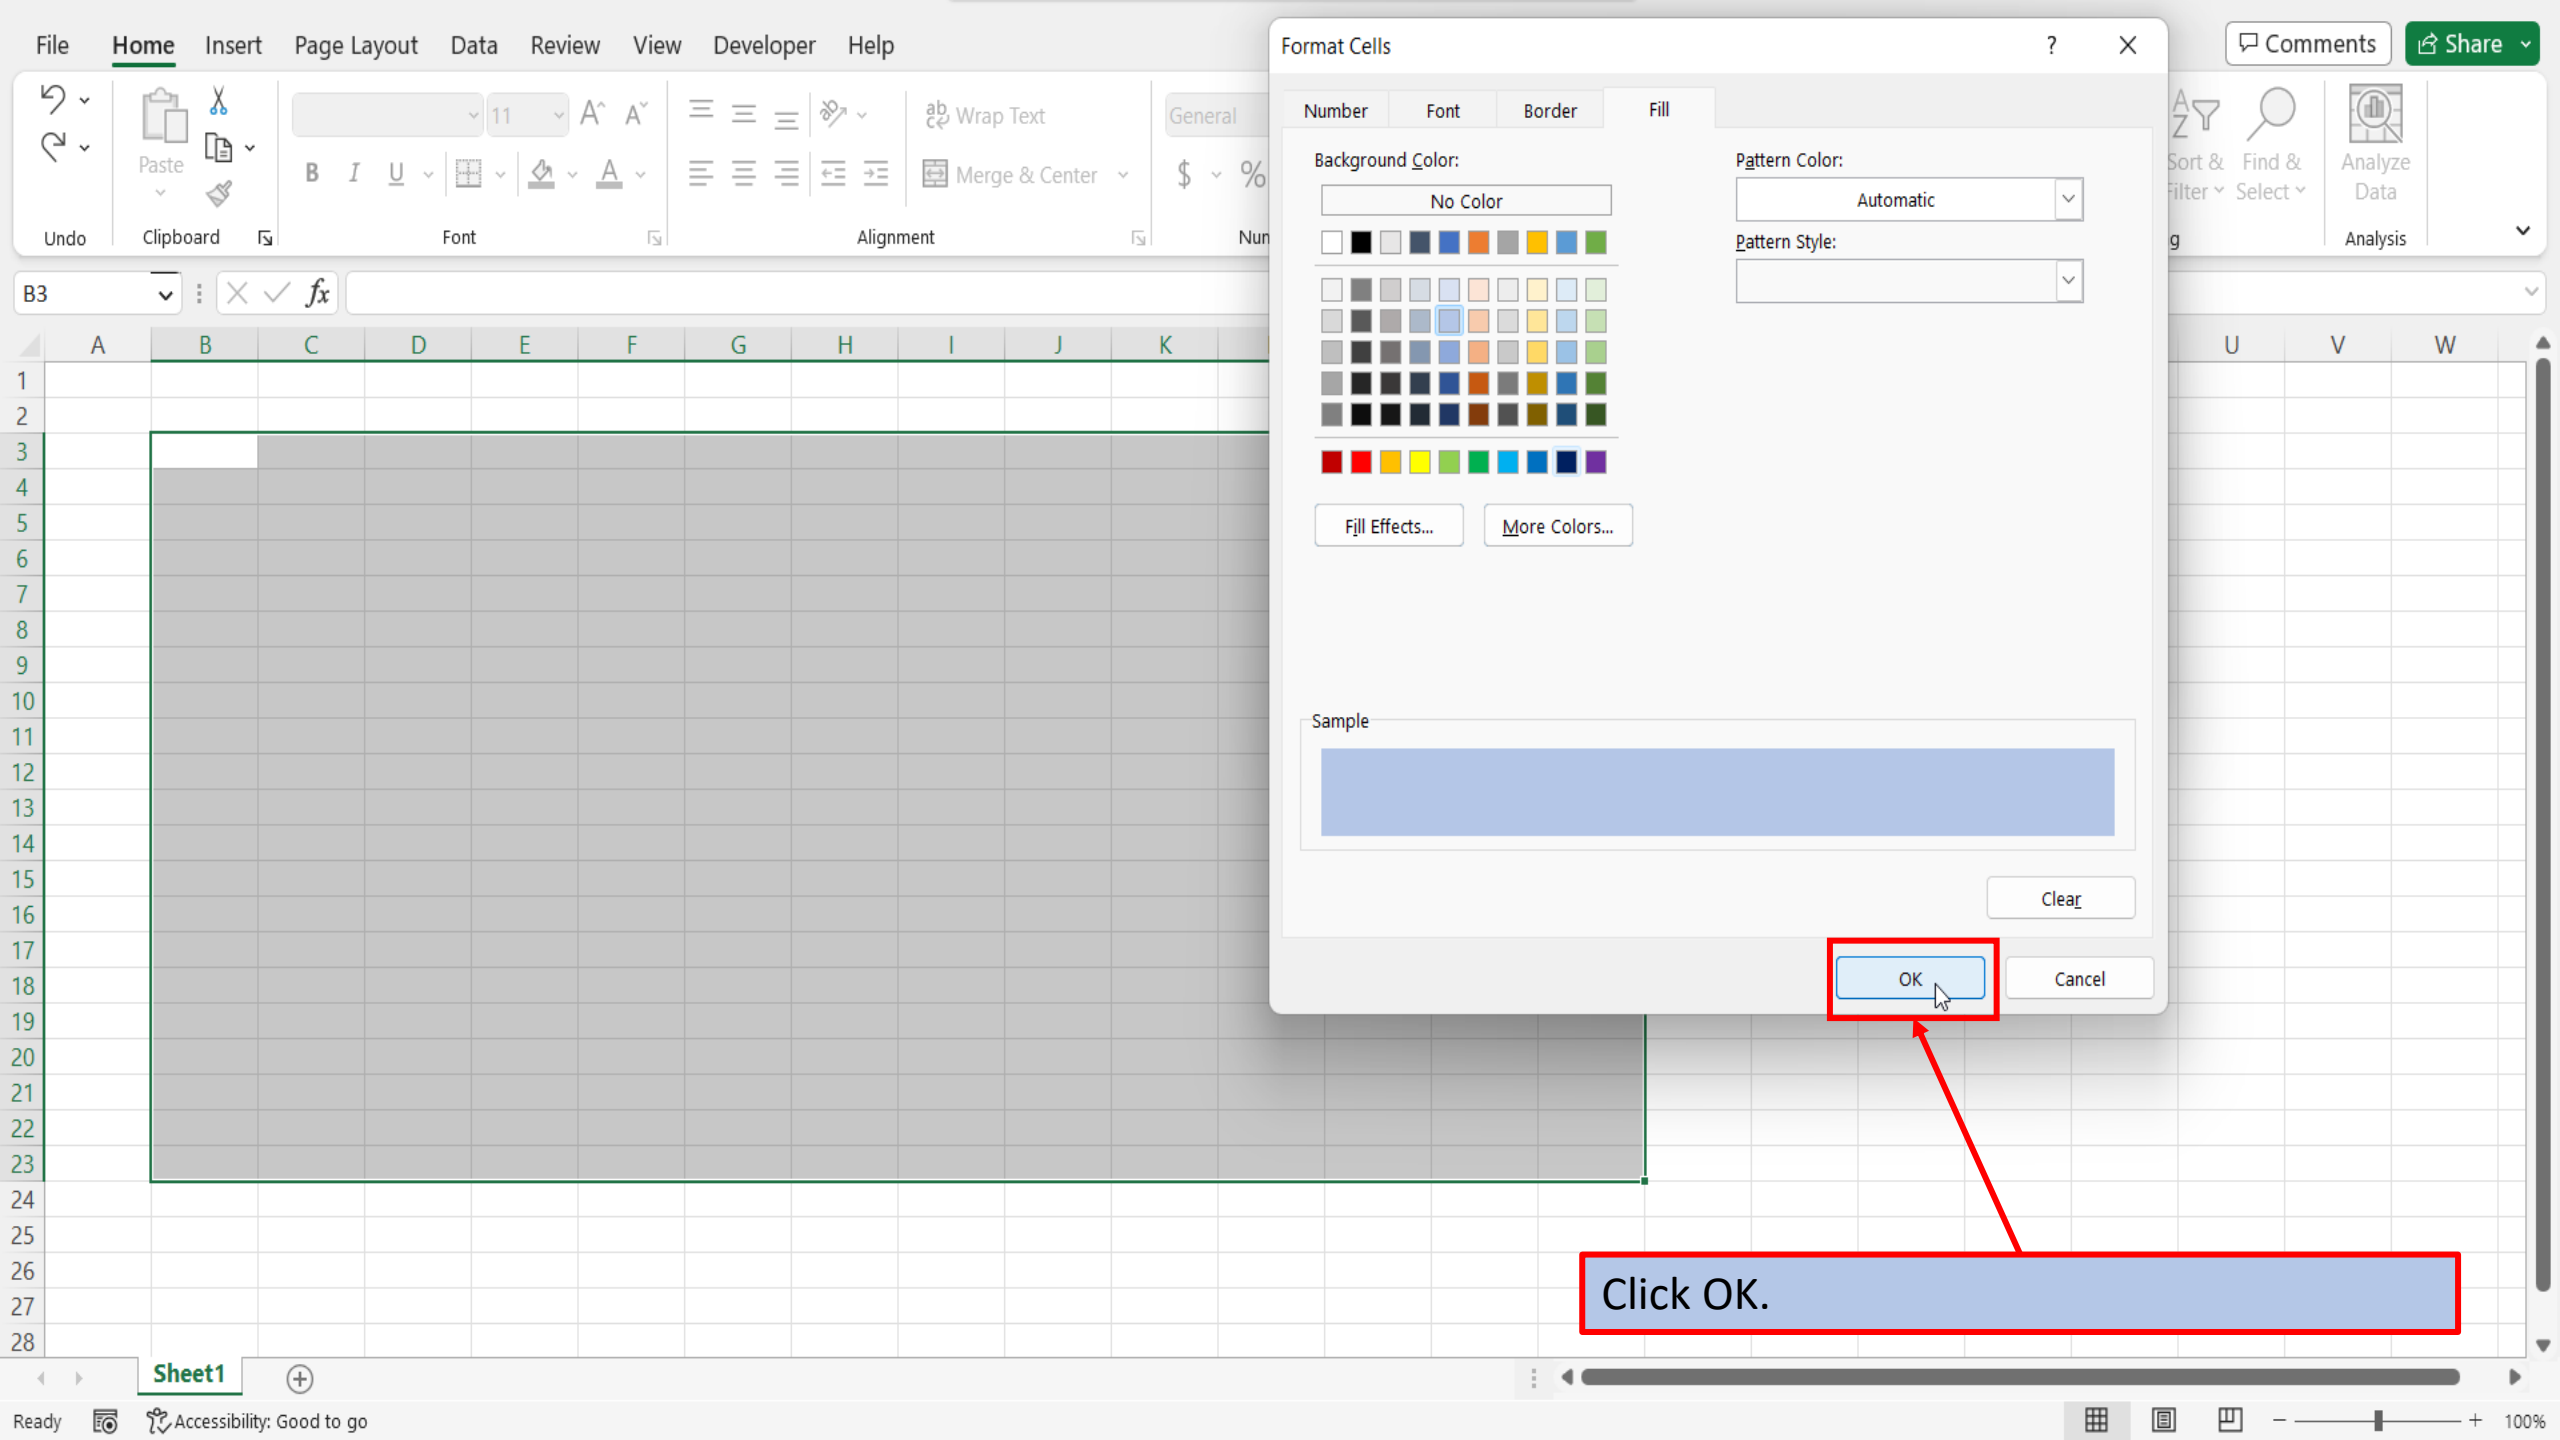 File Home Insert Page Layout Data Review View Developer Help
Comments Share
Paste
11
B I U
Wrap Text
Merge & Center
General
$ %
Sort & Filter
Find & Select
Analyze Data
Undo Clipboard Font Alignment Analysis
B3
fx
A B C D E F G H I J K U V W
1
2
3
4
5
6
7
8
9
10
11
12
13
14
15
16
17
18
19
20
21
22
23
24
25
26
27
28
Format Cells
?
Number Font Border Fill
Background Color:
No Color
Pattern Color:
Automatic
Pattern Style:
Fill Effects... More Colors...
Sample
Clear
OK Cancel
Click OK.
Sheet1
Ready Accessibility: Good to go
100%